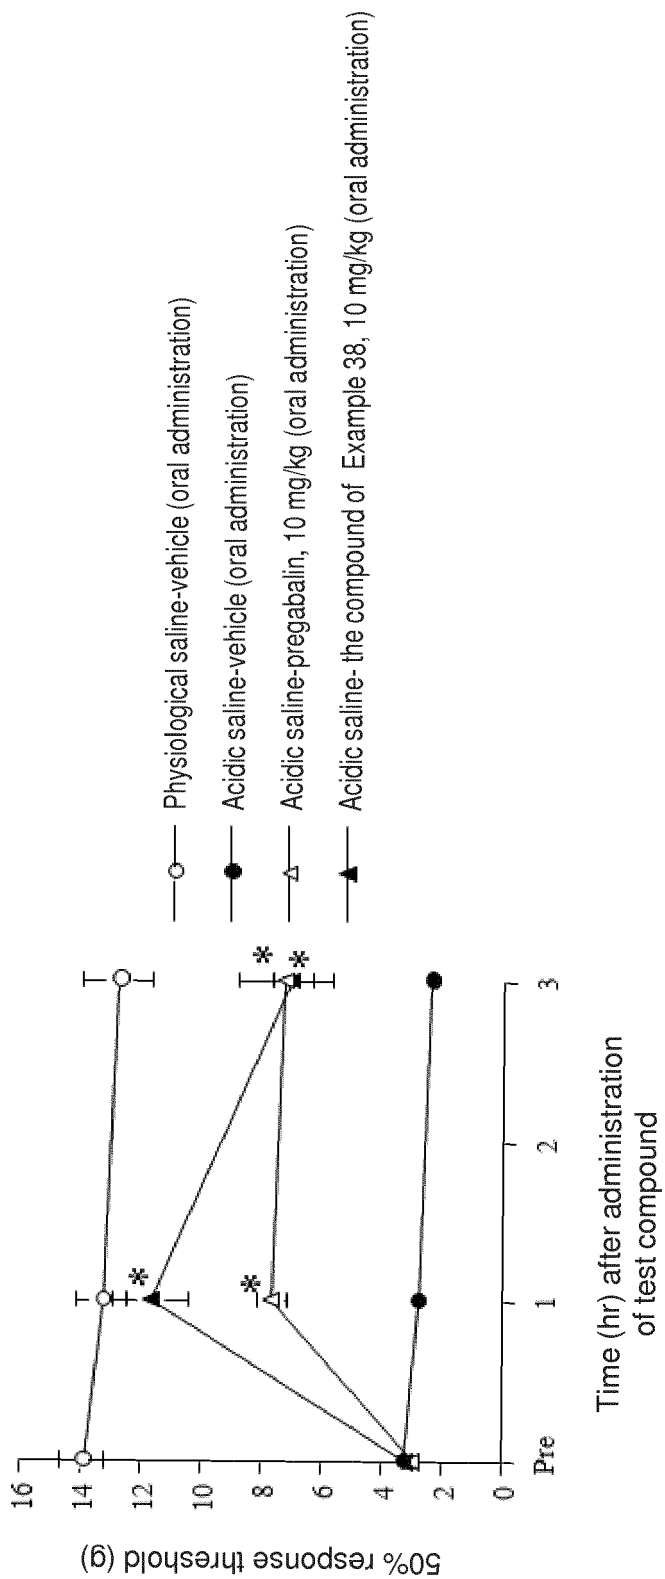 50% response threshold (g)
16
14
12
10
8
6
4
2
0
*
*
*
*
Pre
1
2
3
Time (hr) after administration
of test compound
Physiological saline-vehicle (oral administration)
Acidic saline-vehicle (oral administration)
Acidic saline-pregabalin, 10 mg/kg (oral administration)
Acidic saline- the compound of Example 38, 10 mg/kg (oral administration)